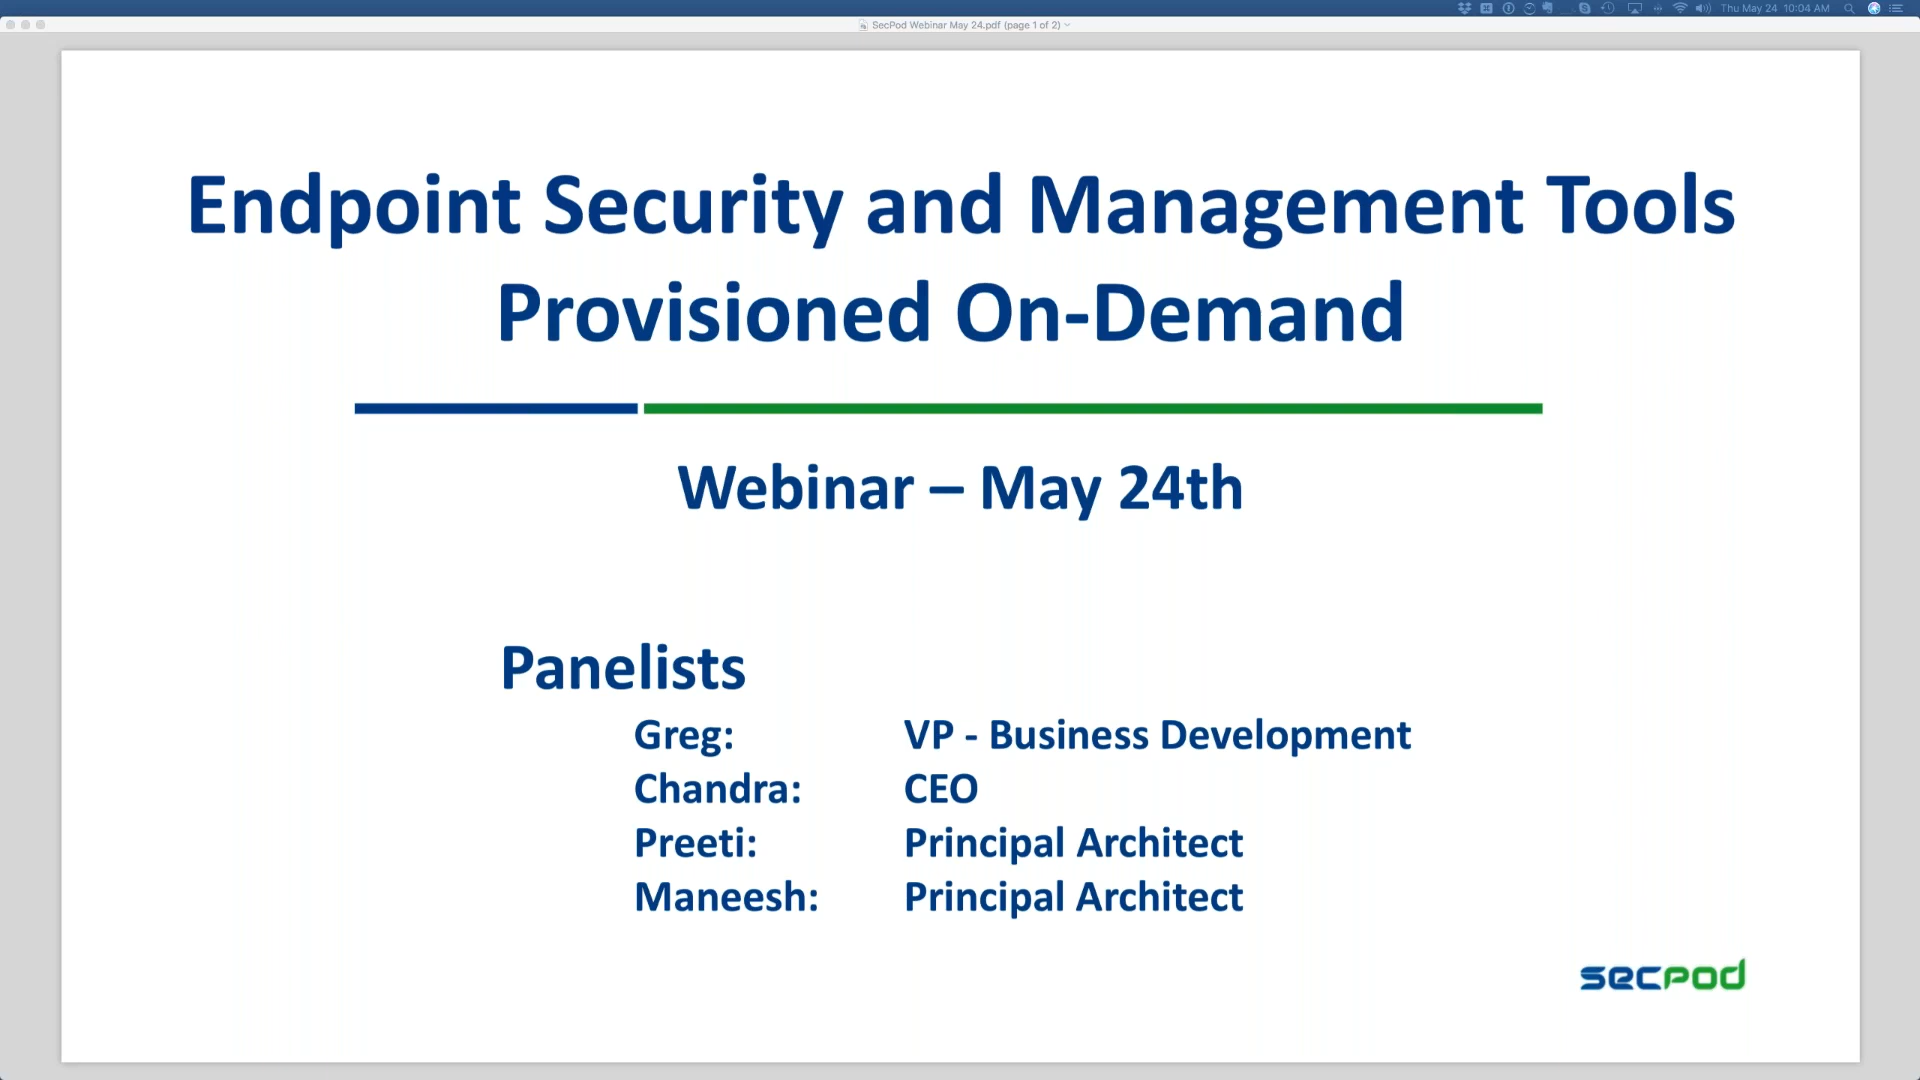 Thu May 24 10:04 AM
SecPod Webinar May 24.pdf (page 1 of 2)
Endpoint Security and Management Tools
Provisioned On-Demand
Webinar – May 24th
Panelists
Greg: VP - Business Development
Chandra: CEO
Preeti: Principal Architect
Maneesh: Principal Architect
secpod